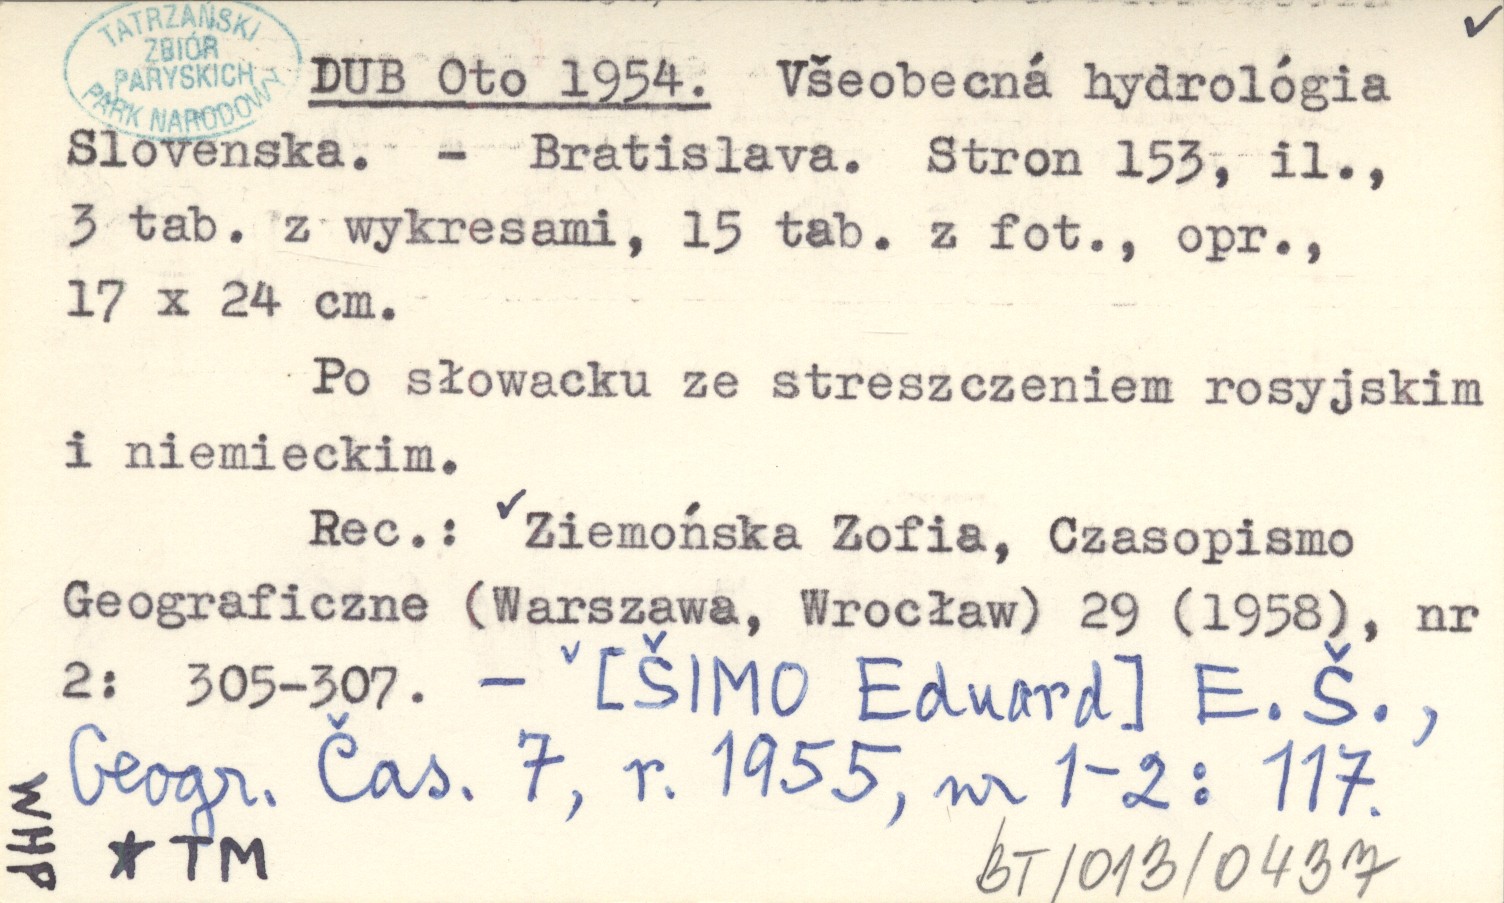 TATRZAŃSKI
ZBIÓR
PARYSKICH
PARK NARODOWY
DUB Oto 1954. Všeobecná hydrológia
Slovenska. - Bratislava. Stron 153, il.,
3 tab. z wykresami, 15 tab. z fot., opr.,
17 x 24 cm.
Po słowacku ze streszczeniem rosyjskim
i niemieckim.
Rec.: ✓Ziemońska Zofia, Czasopismo
Geograficzne (Warszawa, Wrocław) 29 (1958), nr
2: 305-307. – ✓[ŠIMO Eduard] E. Š.,
Geogr. Čas. 7, r. 1955, nr 1-2: 117.
WHP
* TM
BT/013/0437